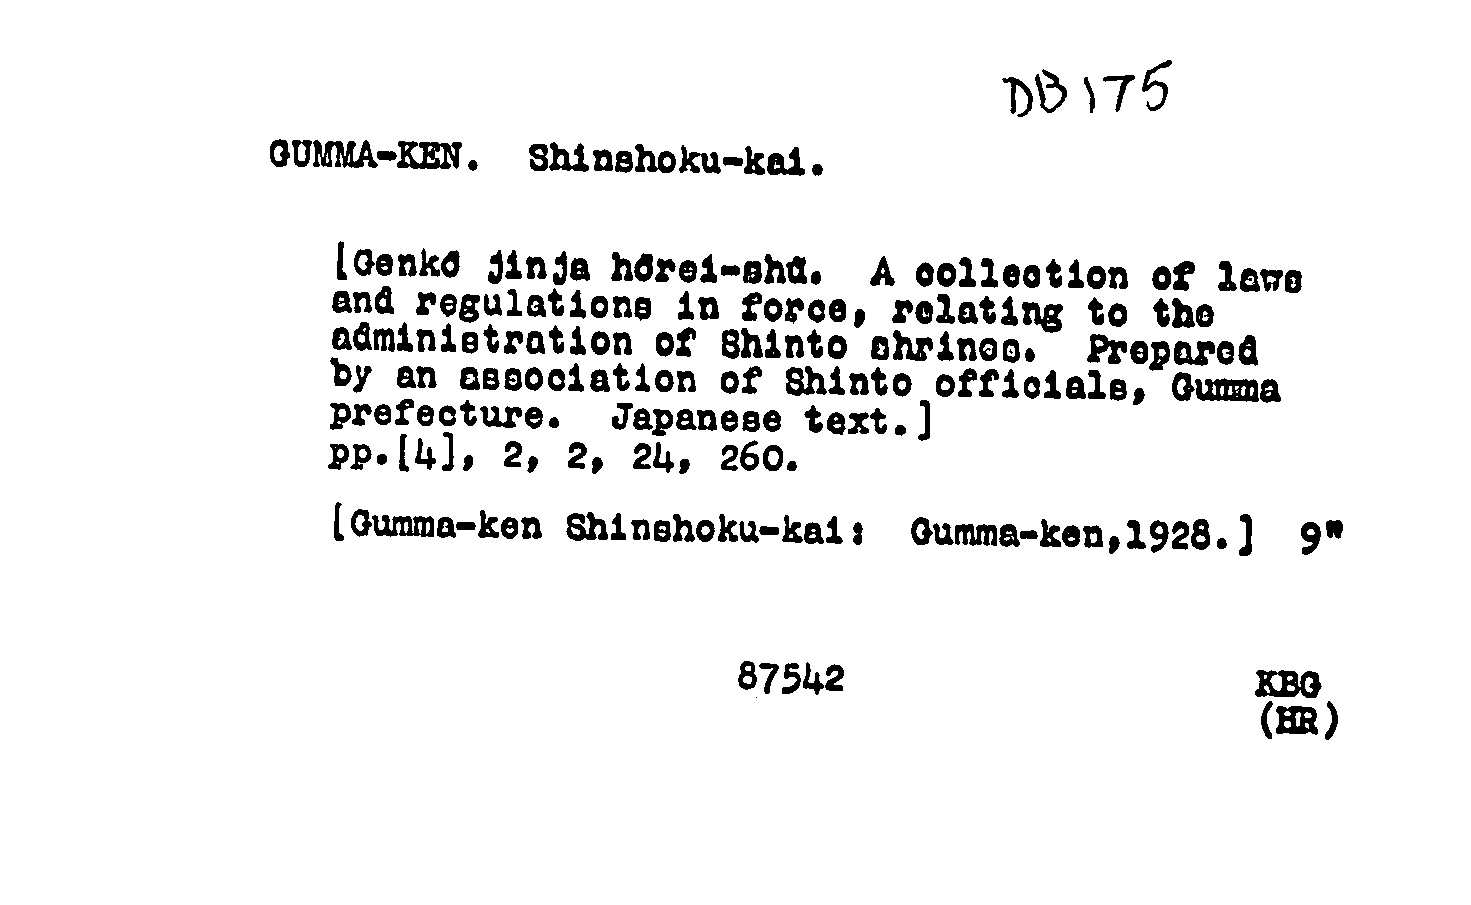 DB 175
GUMMA-KEN. Shinshoku-kai.
[Genkō jinja hōrei-shū. A collection of laws
and regulations in force, relating to the
administration of Shinto shrines. Prepared
by an association of Shinto officials, Gumma
prefecture. Japanese text.]
pp.[4], 2, 2, 24, 260.
[Gumma-ken Shinshoku-kai: Gumma-ken,1928.] 9"
87542
KBG
(HR)